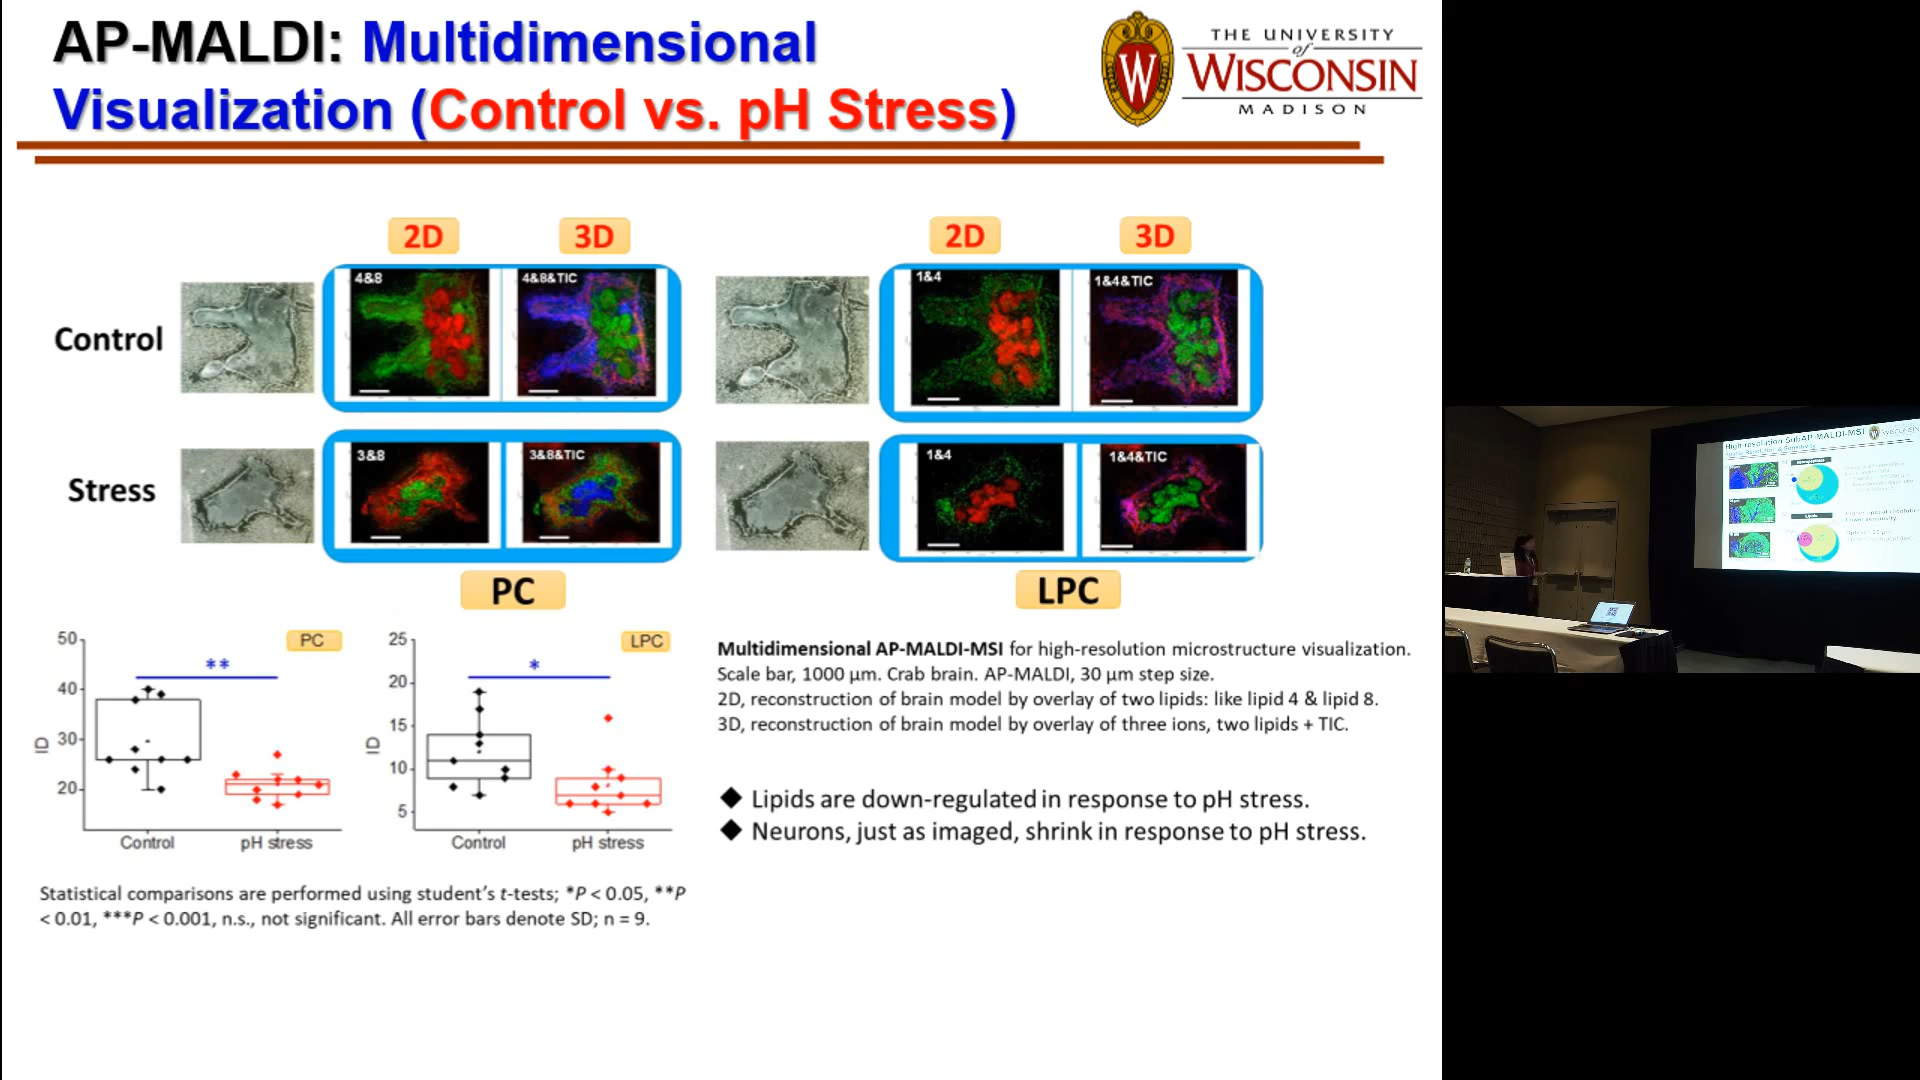 AP-MALDI: Multidimensional
Visualization (Control vs. pH Stress)
THE UNIVERSITY
of
WISCONSIN
MADISON
W
2D
3D
2D
3D
Control
4&8
4&8&TIC
1&4
1&4&TIC
Stress
3&8
3&8&TIC
1&4
1&4&TIC
PC
LPC
50
40
30
20
ID
PC
**
Control
pH stress
25
20
15
10
5
ID
LPC
*
Control
pH stress
Multidimensional AP-MALDI-MSI for high-resolution microstructure visualization.
Scale bar, 1000 µm. Crab brain. AP-MALDI, 30 µm step size.
2D, reconstruction of brain model by overlay of two lipids: like lipid 4 & lipid 8.
3D, reconstruction of brain model by overlay of three ions, two lipids + TIC.
◆ Lipids are down-regulated in response to pH stress.
◆ Neurons, just as imaged, shrink in response to pH stress.
Statistical comparisons are performed using student's t-tests; *P < 0.05, **P
< 0.01, ***P < 0.001, n.s., not significant. All error bars denote SD; n = 9.
High-resolution SubAP-MALDI-MSI
WISCONSIN